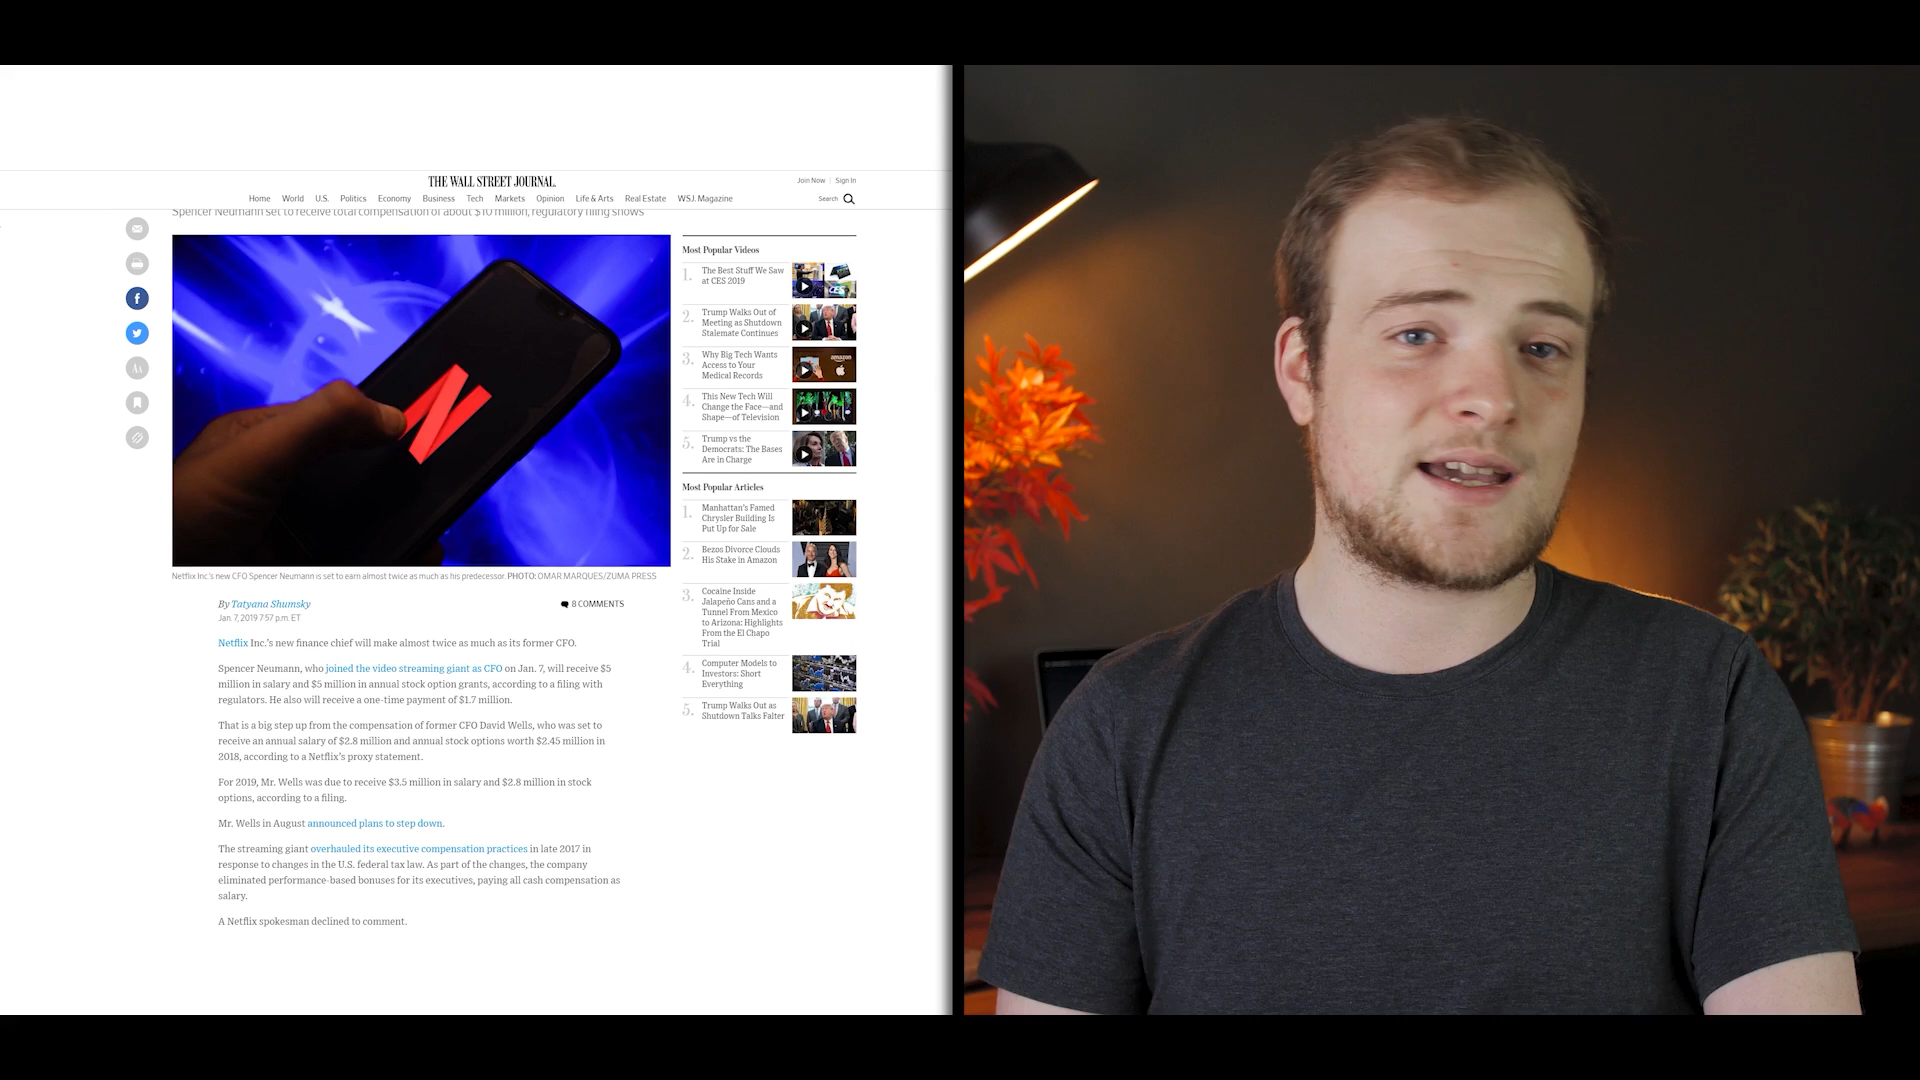 THE WALL STREET JOURNAL.
Join Now | Sign In
Home World U.S. Politics Economy Business Tech Markets Opinion Life & Arts Real Estate WSJ. Magazine
Search
Spencer Neumann set to receive total compensation of about $10 million, regulatory filing shows
Netflix Inc.'s new CFO Spencer Neumann is set to earn almost twice as much as his predecessor. PHOTO: OMAR MARQUES/ZUMA PRESS
By Tatyana Shumsky
8 COMMENTS
Jan. 7, 2019 7:57 p.m. ET
Netflix Inc.'s new finance chief will make almost twice as much as its former CFO.
Spencer Neumann, who joined the video streaming giant as CFO on Jan. 7, will receive $5
million in salary and $5 million in annual stock option grants, according to a filing with
regulators. He also will receive a one-time payment of $1.7 million.
That is a big step up from the compensation of former CFO David Wells, who was set to
receive an annual salary of $2.8 million and annual stock options worth $2.45 million in
2018, according to a Netflix's proxy statement.
For 2019, Mr. Wells was due to receive $3.5 million in salary and $2.8 million in stock
options, according to a filing.
Mr. Wells in August announced plans to step down.
The streaming giant overhauled its executive compensation practices in late 2017 in
response to changes in the U.S. federal tax law. As part of the changes, the company
eliminated performance-based bonuses for its executives, paying all cash compensation as
salary.
A Netflix spokesman declined to comment.
Most Popular Videos
1. The Best Stuff We Saw
at CES 2019
2. Trump Walks Out of
Meeting as Shutdown
Stalemate Continues
3. Why Big Tech Wants
Access to Your
Medical Records
amazon
4. This New Tech Will
Change the Face—and
Shape—of Television
5. Trump vs the
Democrats: The Bases
Are in Charge
Most Popular Articles
1. Manhattan's Famed
Chrysler Building Is
Put Up for Sale
2. Bezos Divorce Clouds
His Stake in Amazon
3. Cocaine Inside
Jalapeño Cans and a
Tunnel From Mexico
to Arizona: Highlights
From the El Chapo
Trial
4. Computer Models to
Investors: Short
Everything
5. Trump Walks Out as
Shutdown Talks Falter